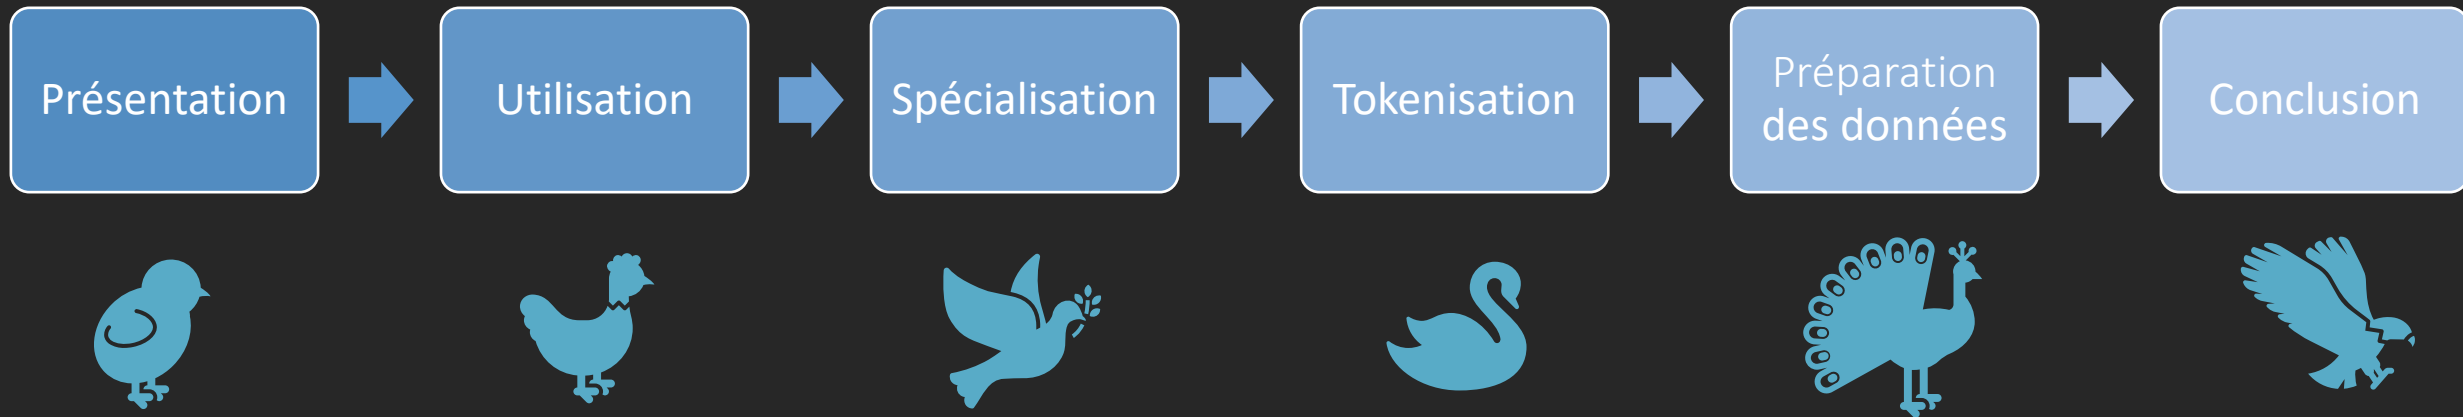 Présentation
Utilisation
Spécialisation
Tokenisation
Préparation
des données
Conclusion